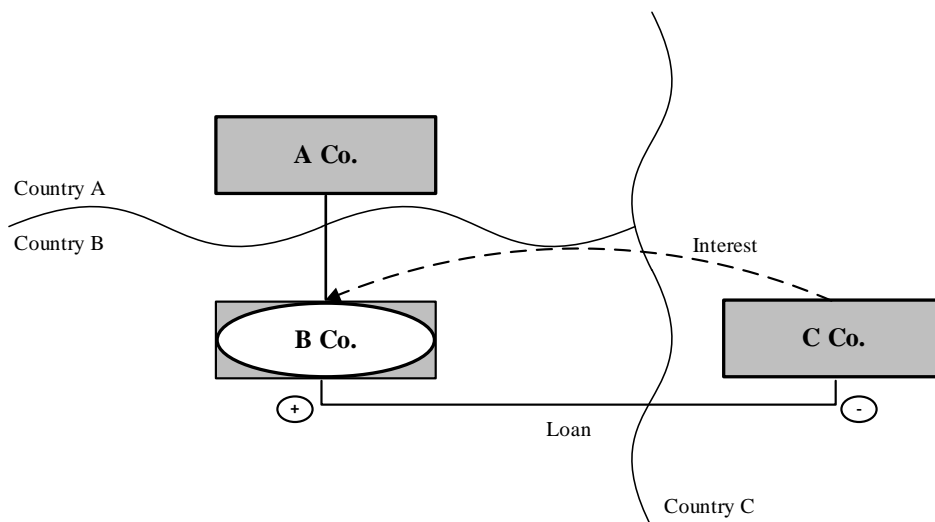 A Co.
Country A
Country B
Interest
B Co.
C Co.
+
-
Loan
Country C